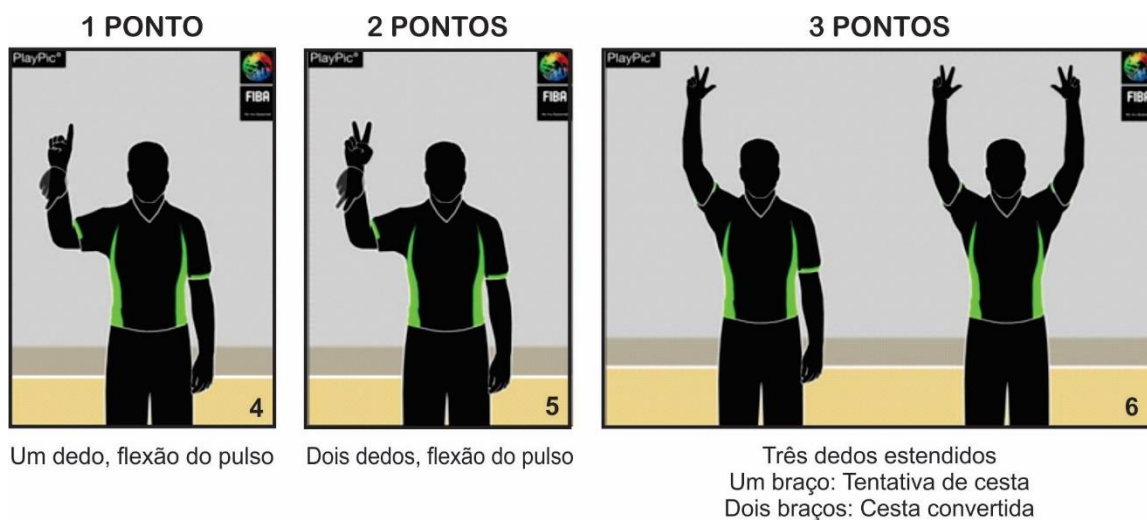 1 PONTO
2 PONTOS
3 PONTOS
PlayPic®
FIBA
4
PlayPic®
FIBA
5
PlayPic®
FIBA
6
Um dedo, flexão do pulso
Dois dedos, flexão do pulso
Três dedos estendidos
Um braço: Tentativa de cesta
Dois braços: Cesta convertida